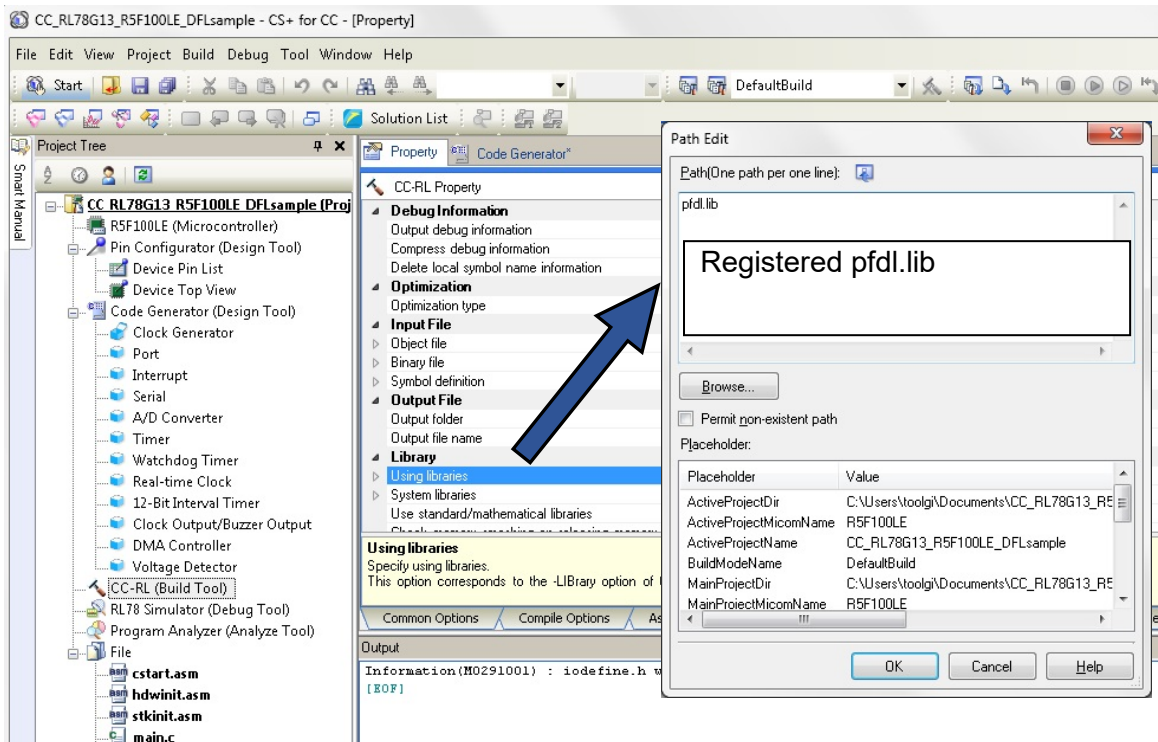 CC_RL78G13_R5F100LE_DFLsample - CS+ for CC - [Property]
File Edit View Project Build Debug Tool Window Help
Start DefaultBuild
Solution List
Project Tree
Smart Manual
CC_RL78G13_R5F100LE_DFLsample (Proj
R5F100LE (Microcontroller)
Pin Configurator (Design Tool)
Device Pin List
Device Top View
Code Generator (Design Tool)
Clock Generator
Port
Interrupt
Serial
A/D Converter
Timer
Watchdog Timer
Real-time Clock
12-Bit Interval Timer
Clock Output/Buzzer Output
DMA Controller
Voltage Detector
CC-RL (Build Tool)
RL78 Simulator (Debug Tool)
Program Analyzer (Analyze Tool)
File
cstart.asm
hdwinit.asm
stkinit.asm
main.c
Property Code Generator*
CC-RL Property
Debug Information
Output debug information
Compress debug information
Delete local symbol name information
Optimization
Optimization type
Input File
Object file
Binary file
Symbol definition
Output File
Output folder
Output file name
Library
Using libraries
System libraries
Use standard/mathematical libraries
Using libraries
Specify using libraries.
This option corresponds to the -LIBrary option of
Common Options Compile Options As
Output
Information(M0291001) : iodefine.h w
[EOF]
Path Edit
Path(One path per one line):
pfdl.lib
Registered pfdl.lib
Browse...
Permit non-existent path
Placeholder:
Placeholder Value
ActiveProjectDir C:\Users\toolgi\Documents\CC_RL78G13_R5
ActiveProjectMicomName R5F100LE
ActiveProjectName CC_RL78G13_R5F100LE_DFLsample
BuildModeName DefaultBuild
MainProjectDir C:\Users\toolgi\Documents\CC_RL78G13_R5
MainProjectMicomName R5F100LE
OK Cancel Help